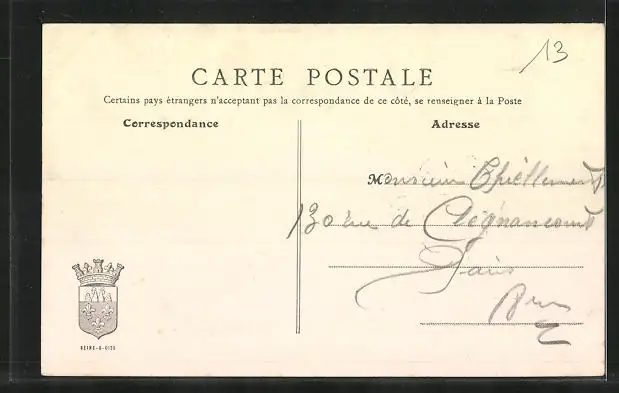 13
CARTE POSTALE
Certains pays étrangers n'acceptant pas la correspondance de ce côté, se renseigner à la Poste
Correspondance
Adresse
Monsieur
130 rue de Clignancourt
Paris
SEINE-&-OISE